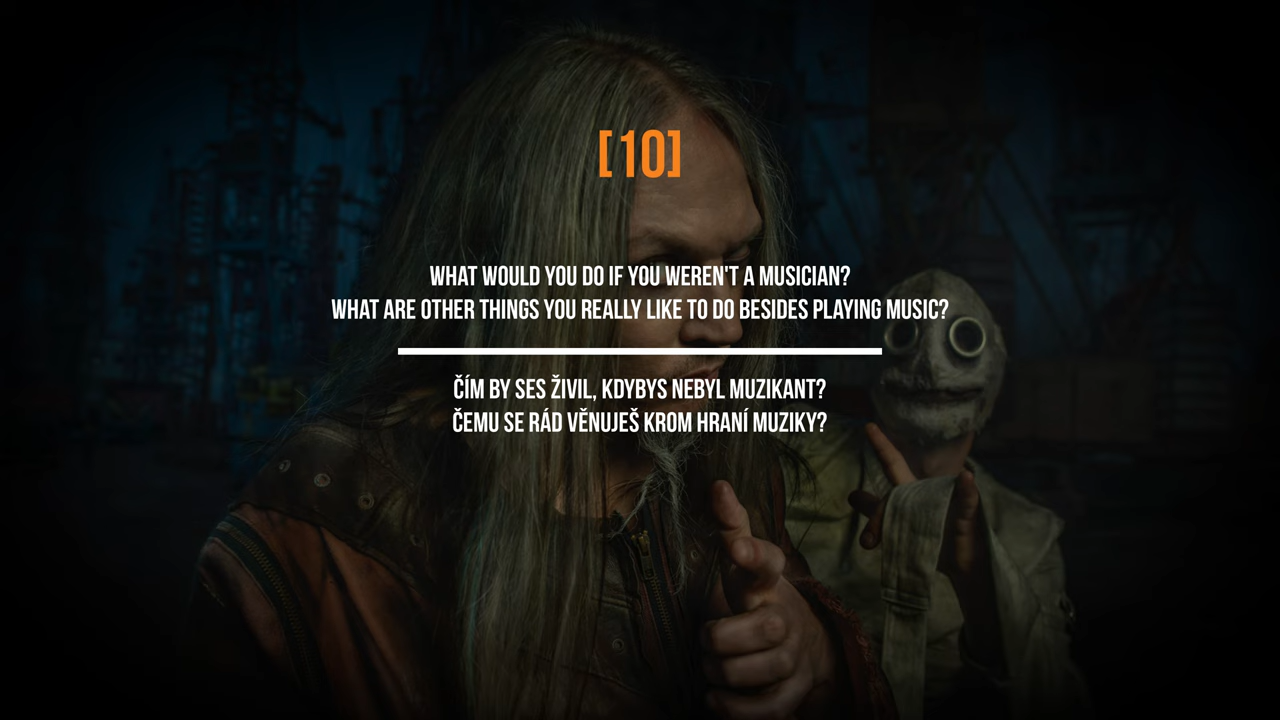 [10]
WHAT WOULD YOU DO IF YOU WEREN'T A MUSICIAN?
WHAT ARE OTHER THINGS YOU REALLY LIKE TO DO BESIDES PLAYING MUSIC?
ČÍM BY SES ŽIVIL, KDYBYS NEBYL MUZIKANT?
ČEMU SE RÁD VĚNUJEŠ KROM HRANÍ MUZIKY?